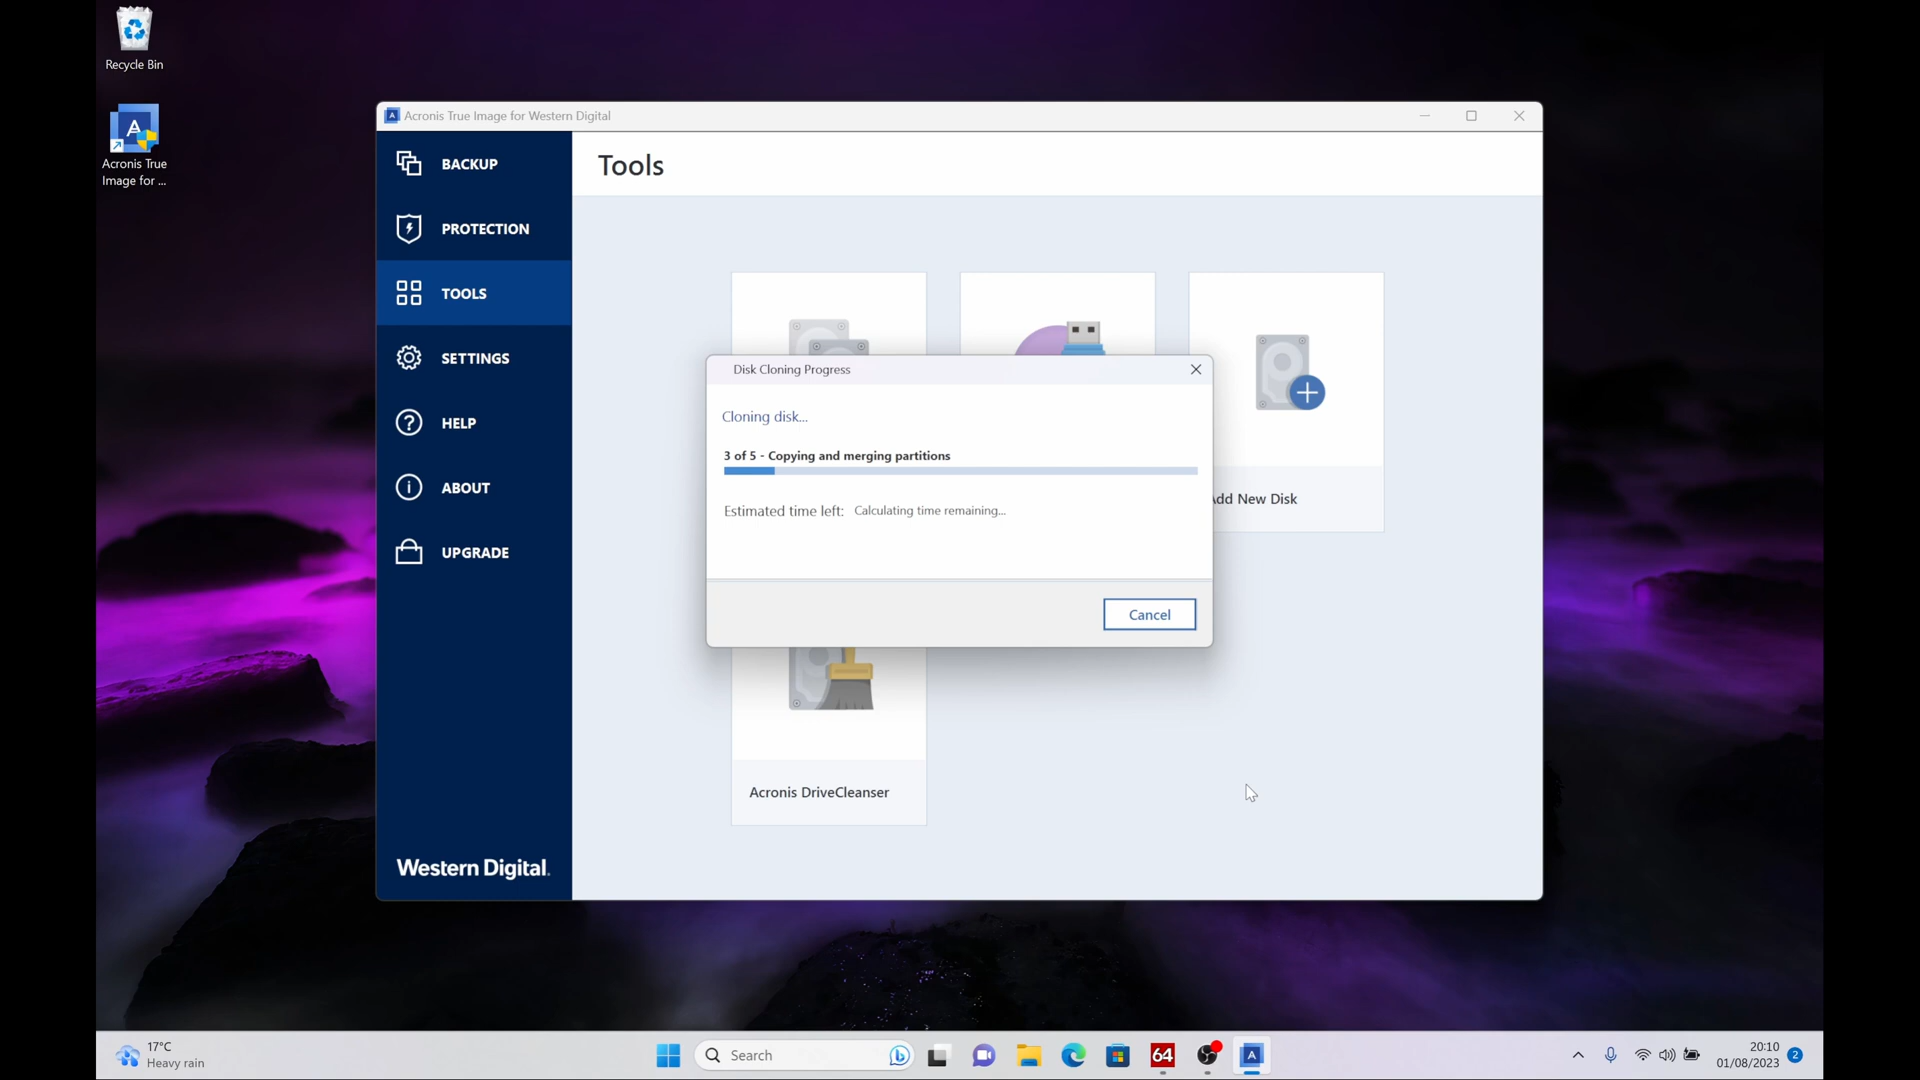 Recycle Bin
Acronis True
Image for ...
Acronis True Image for Western Digital
BACKUP
PROTECTION
TOOLS
SETTINGS
HELP
ABOUT
UPGRADE
Western Digital.
Tools
Disk Cloning Progress
Cloning disk...
3 of 5 - Copying and merging partitions
Estimated time left: Calculating time remaining...
Cancel
Add New Disk
Acronis DriveCleanser
17°C
Heavy rain
Search
64
20:10
01/08/2023
2